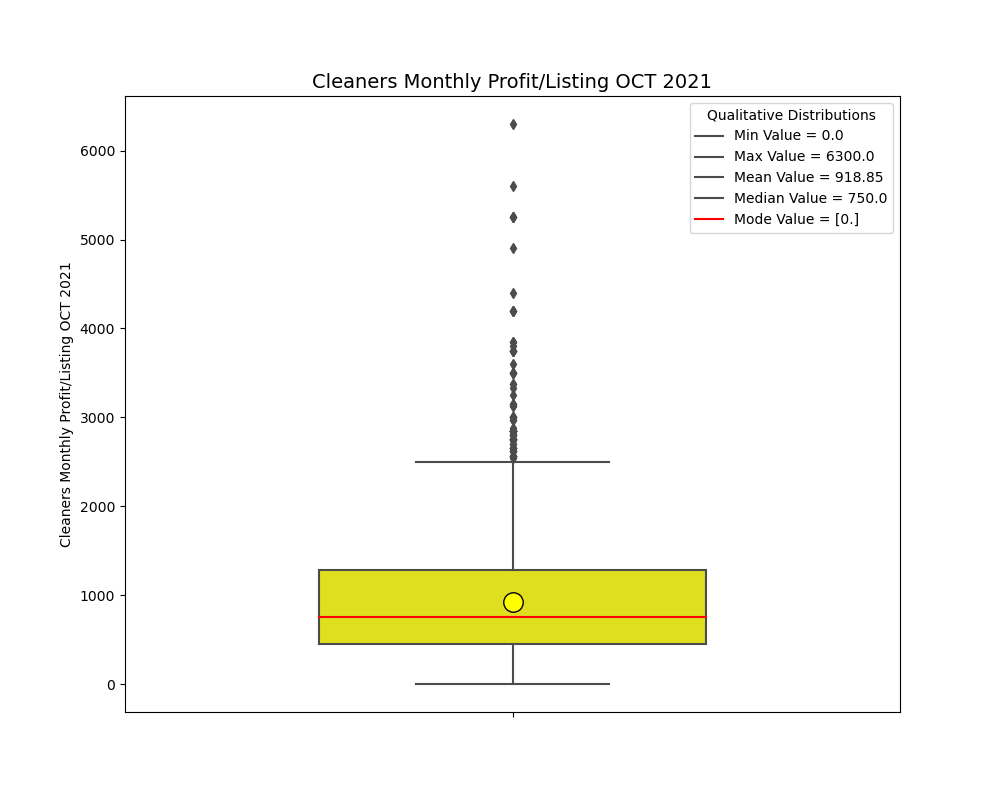 Cleaners Monthly Profit/Listing OCT 2021
Qualitative Distributions
Min Value = 0.0
Max Value = 6300.0
Mean Value = 918.85
Median Value = 750.0
Mode Value = [0.]
Cleaners Monthly Profit/Listing OCT 2021
6000
5000
4000
3000
2000
1000
0